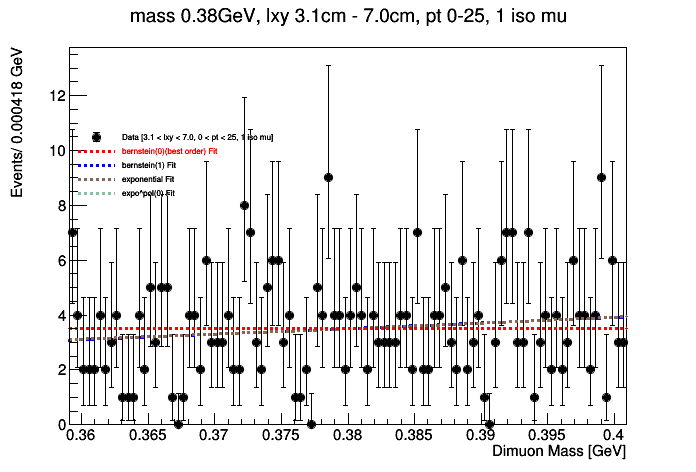 mass 0.38GeV, lxy 3.1cm - 7.0cm, pt 0-25, 1 iso mu
Events/ 0.000418 GeV
12
10
8
6
4
2
0
Data [3.1 < lxy < 7.0, 0 < pt < 25, 1 iso mu]
bernstein(0)(best order) Fit
bernstein(1) Fit
exponential Fit
expo*pol(0) Fit
0.36 0.365 0.37 0.375 0.38 0.385 0.39 0.395 0.4
Dimuon Mass [GeV]